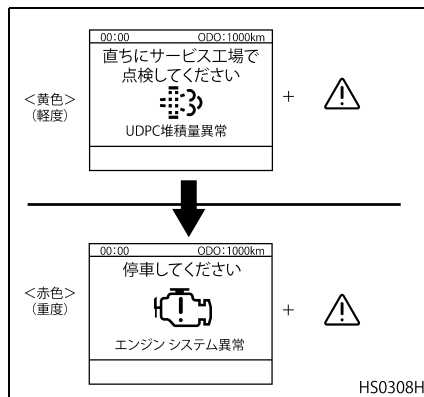 00:00 ODO:1000km
直ちにサービス工場で
点検してください
<黄色>
(軽度)
+
UDPC堆積量異常
00:00 ODO:1000km
停車してください
<赤色>
(重度)
+
エンジン システム異常
HS0308H